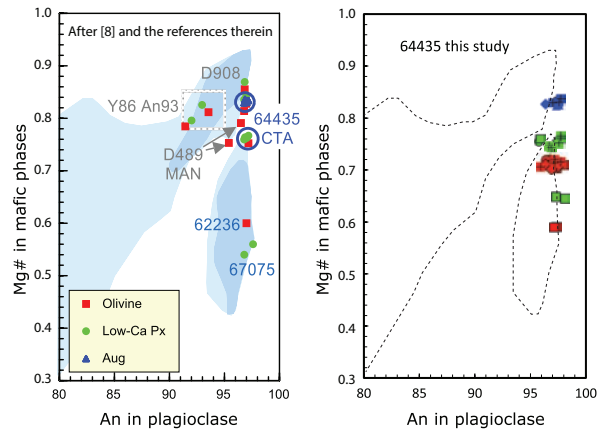 After [8] and the references therein
D908
Y86 An93
64435
CTA
D489
MAN
62236
67075
Olivine
Low-Ca Px
Aug
1.0
0.9
0.8
0.7
0.6
0.5
0.4
0.3
80
85
90
95
100
Mg# in mafic phases
An in plagioclase
64435 this study
1.0
0.9
0.8
0.7
0.6
0.5
0.4
0.3
80
85
90
95
100
Mg# in mafic phases
An in plagioclase